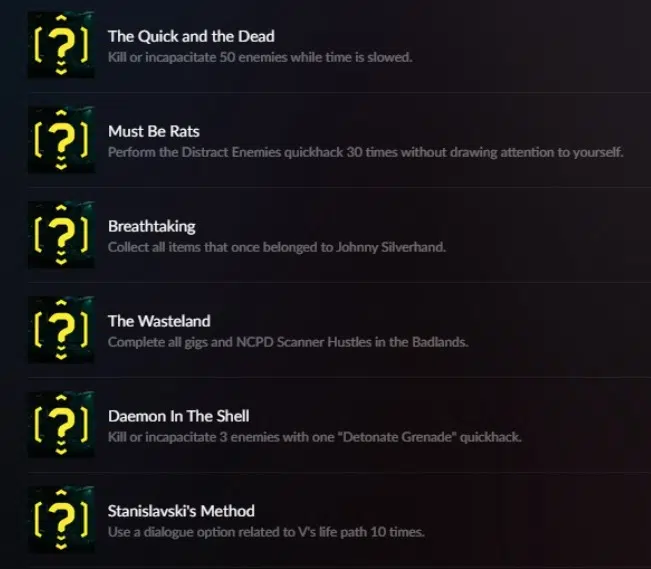 The Quick and the Dead
Kill or incapacitate 50 enemies while time is slowed.
Must Be Rats
Perform the Distract Enemies quickhack 30 times without drawing attention to yourself.
Breathtaking
Collect all items that once belonged to Johnny Silverhand.
The Wasteland
Complete all gigs and NCPD Scanner Hustles in the Badlands.
Daemon In The Shell
Kill or incapacitate 3 enemies with one "Detonate Grenade" quickhack.
Stanislavski's Method
Use a dialogue option related to V's life path 10 times.